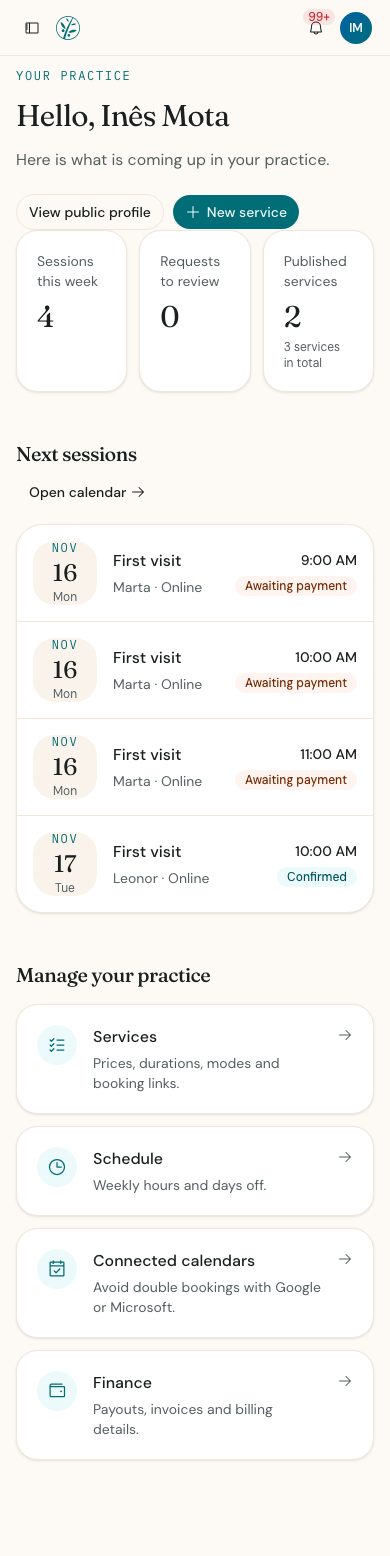 99+
IM
YOUR PRACTICE
Hello, Inês Mota
Here is what is coming up in your practice.
View public profile
New service
Sessions
this week
4
Requests
to review
0
Published
services
2
3 services
in total
Next sessions
Open calendar →
NOV
16
Mon
First visit
Marta · Online
9:00 AM
Awaiting payment
NOV
16
Mon
First visit
Marta · Online
10:00 AM
Awaiting payment
NOV
16
Mon
First visit
Marta · Online
11:00 AM
Awaiting payment
NOV
17
Tue
First visit
Leonor · Online
10:00 AM
Confirmed
Manage your practice
Services
Prices, durations, modes and
booking links.
Schedule
Weekly hours and days off.
Connected calendars
Avoid double bookings with Google
or Microsoft.
Finance
Payouts, invoices and billing
details.